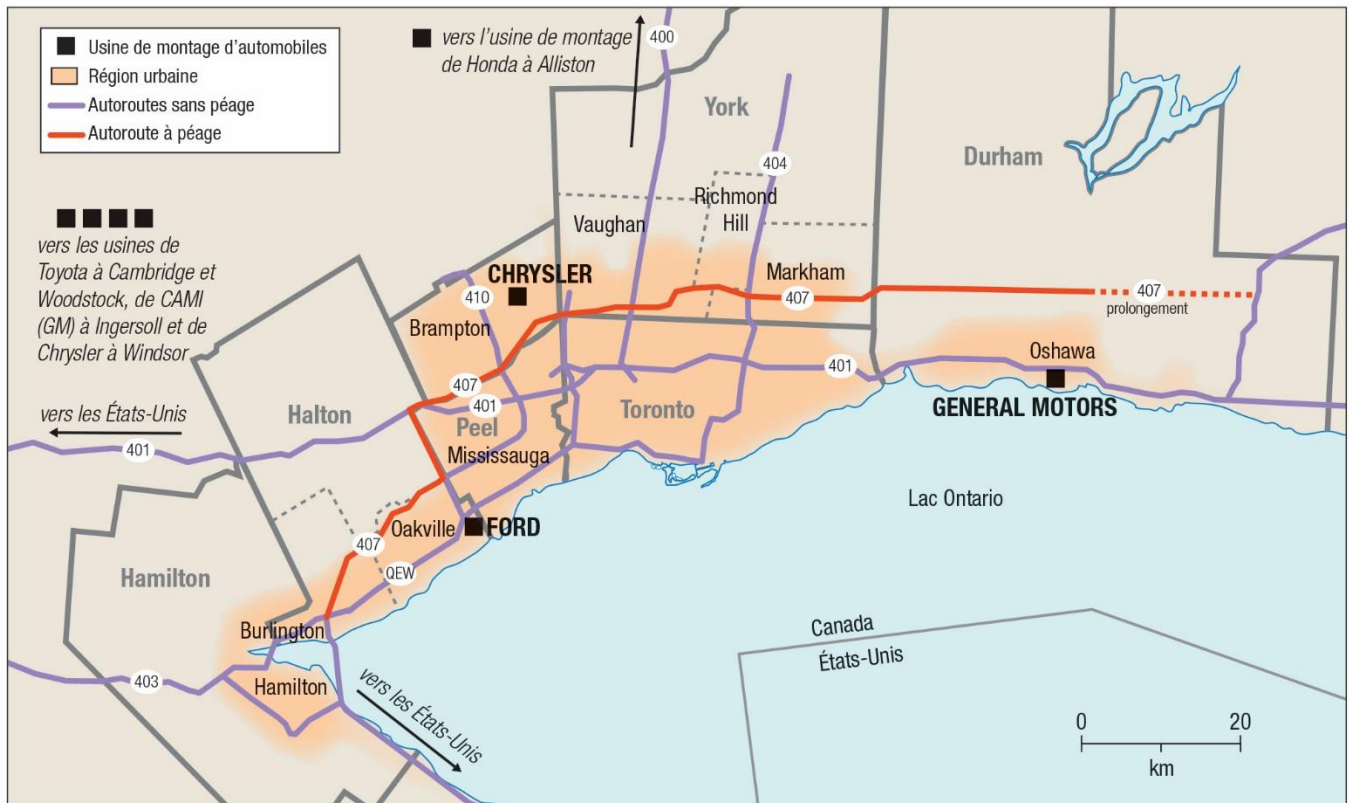 Usine de montage d'automobiles
Région urbaine
Autoroutes sans péage
Autoroute à péage
vers l'usine de montage
de Honda à Alliston
400
York
Durham
404
Richmond
Hill
Vaughan
vers les usines de
Toyota à Cambridge et
Woodstock, de CAMI
(GM) à Ingersoll et de
Chrysler à Windsor
CHRYSLER
410
Brampton
Markham
407
407
prolongement
Oshawa
401
GENERAL MOTORS
407
401
Peel
Toronto
Halton
vers les États-Unis
401
Mississauga
Oakville
FORD
407
QEW
Lac Ontario
Hamilton
Burlington
Hamilton
403
vers les États-Unis
Canada
États-Unis
0 20
km